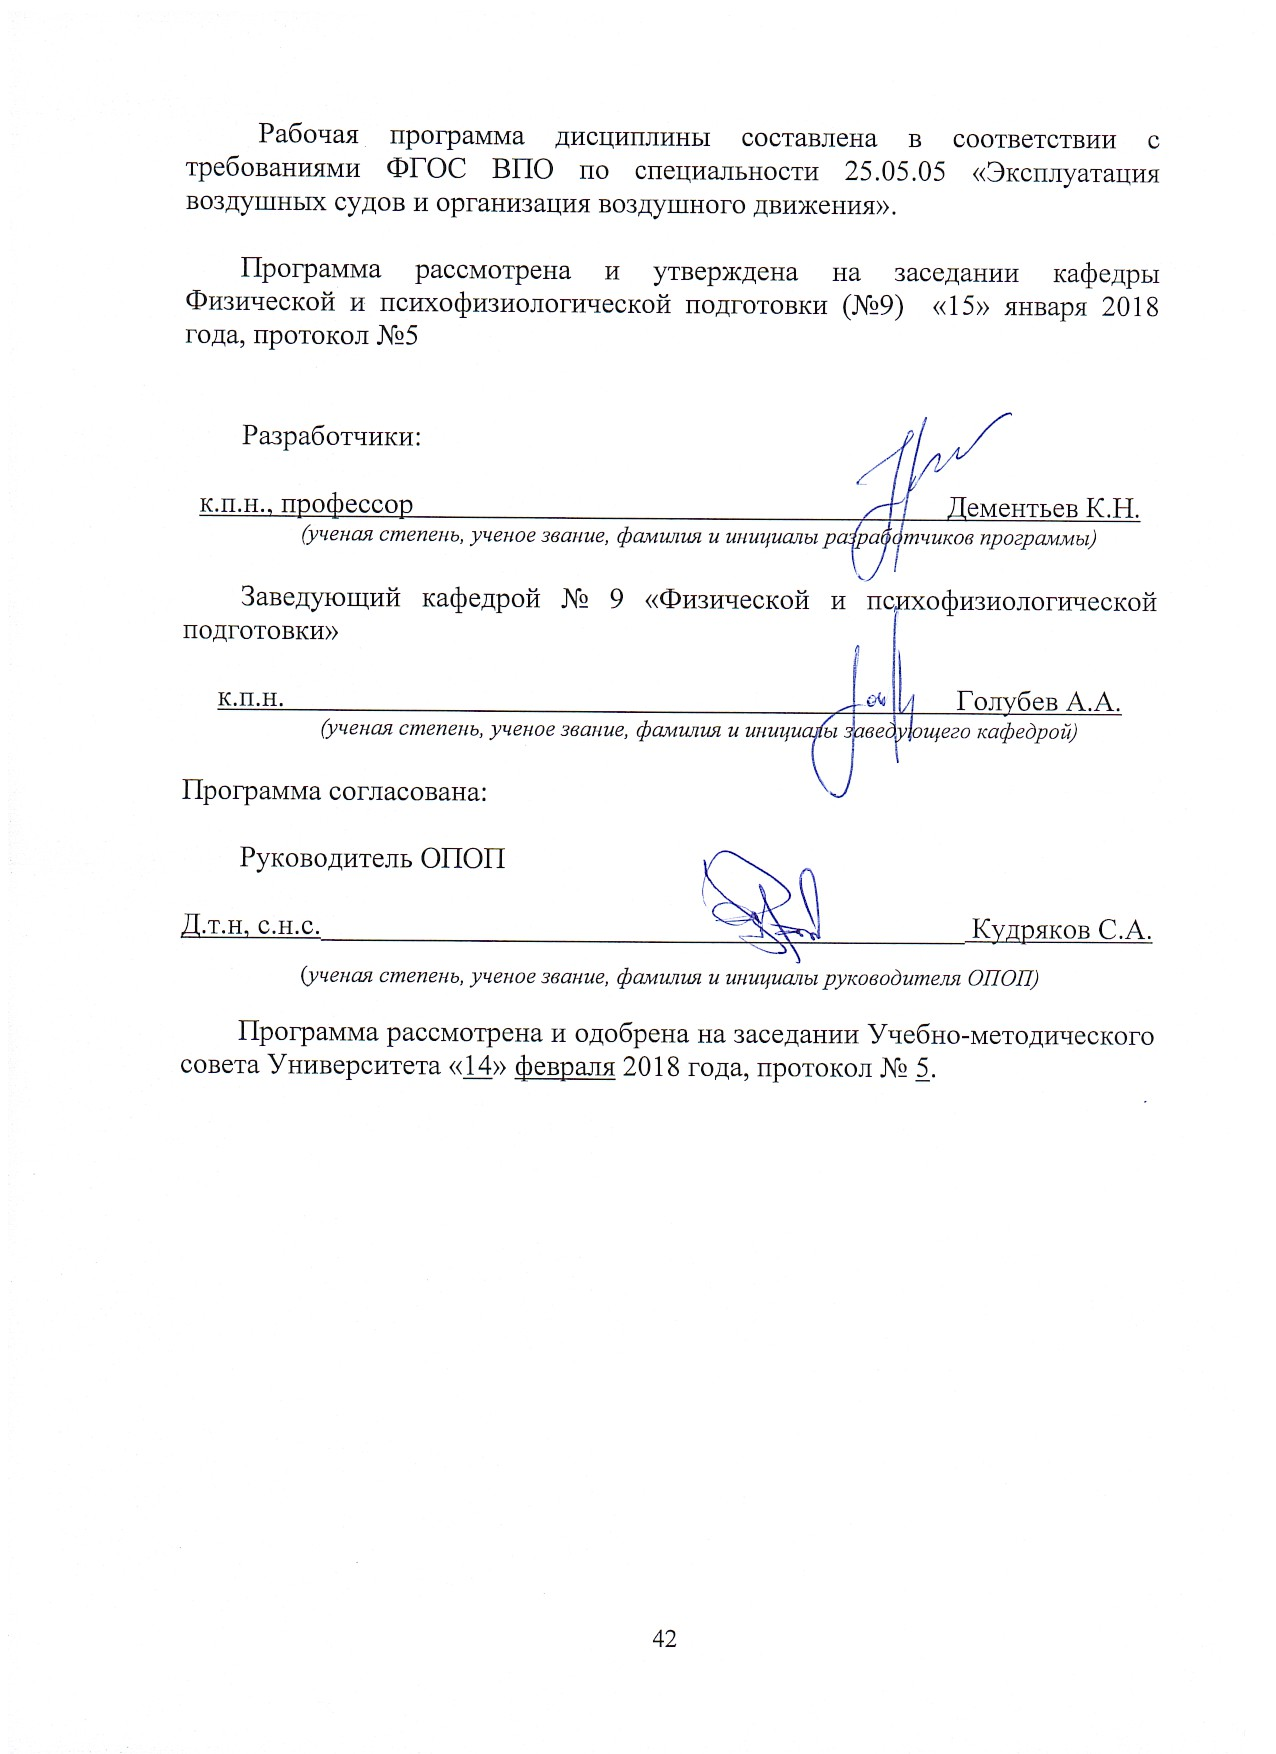 Рабочая программа дисциплины составлена в соответствии с
требованиями ФГОС ВПО по специальности 25.05.05 «Эксплуатация
воздушных судов и организация воздушного движения».
Программа рассмотрена и утверждена на заседании кафедры
Физической и психофизиологической подготовки (№9) «15» января 2018
года, протокол №5
Разработчики:
к.п.н., профессор Дементьев К.Н.
(ученая степень, ученое звание, фамилия и инициалы разработчиков программы)
Заведующий кафедрой № 9 «Физической и психофизиологической
подготовки»
к.п.н. Голубев А.А.
(ученая степень, ученое звание, фамилия и инициалы заведующего кафедрой)
Программа согласована:
Руководитель ОПОП
Д.т.н, с.н.с. Кудряков С.А.
(ученая степень, ученое звание, фамилия и инициалы руководителя ОПОП)
Программа рассмотрена и одобрена на заседании Учебно-методического
совета Университета «14» февраля 2018 года, протокол № 5.
42